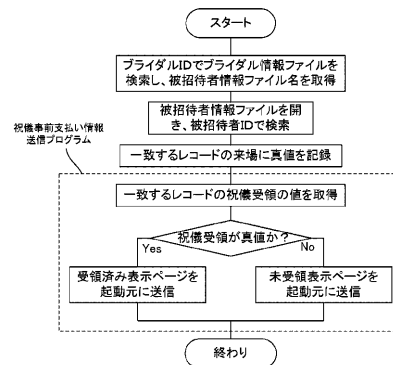 スタート
ブライダルIDでブライダル情報ファイルを
検索し、被招待者情報ファイル名を取得
被招待者情報ファイルを開
き、被招待者IDで検索
祝儀事前支払い情報
送信プログラム
一致するレコードの来場に真値を記録
一致するレコードの祝儀受領の値を取得
祝儀受領が真値か?
Yes
No
受領済み表示ページを
起動元に送信
未受領表示ページを
起動元に送信
終わり